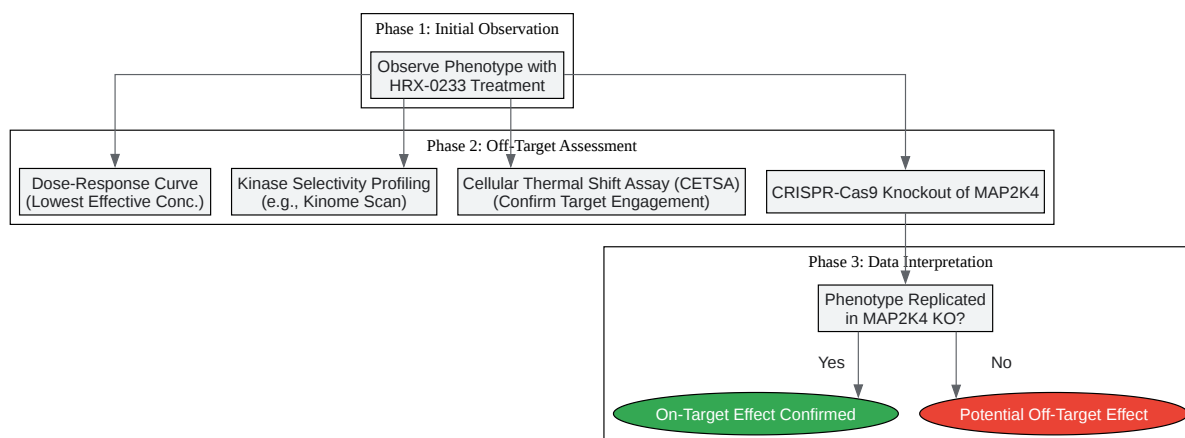 Phase 1: Initial Observation
Observe Phenotype with
HRX-0233 Treatment
Phase 2: Off-Target Assessment
Dose-Response Curve
(Lowest Effective Conc.)
Kinase Selectivity Profiling
(e.g., Kinome Scan)
Cellular Thermal Shift Assay (CETSA)
(Confirm Target Engagement)
CRISPR-Cas9 Knockout of MAP2K4
Phase 3: Data Interpretation
Phenotype Replicated
in MAP2K4 KO?
Yes
No
On-Target Effect Confirmed
Potential Off-Target Effect